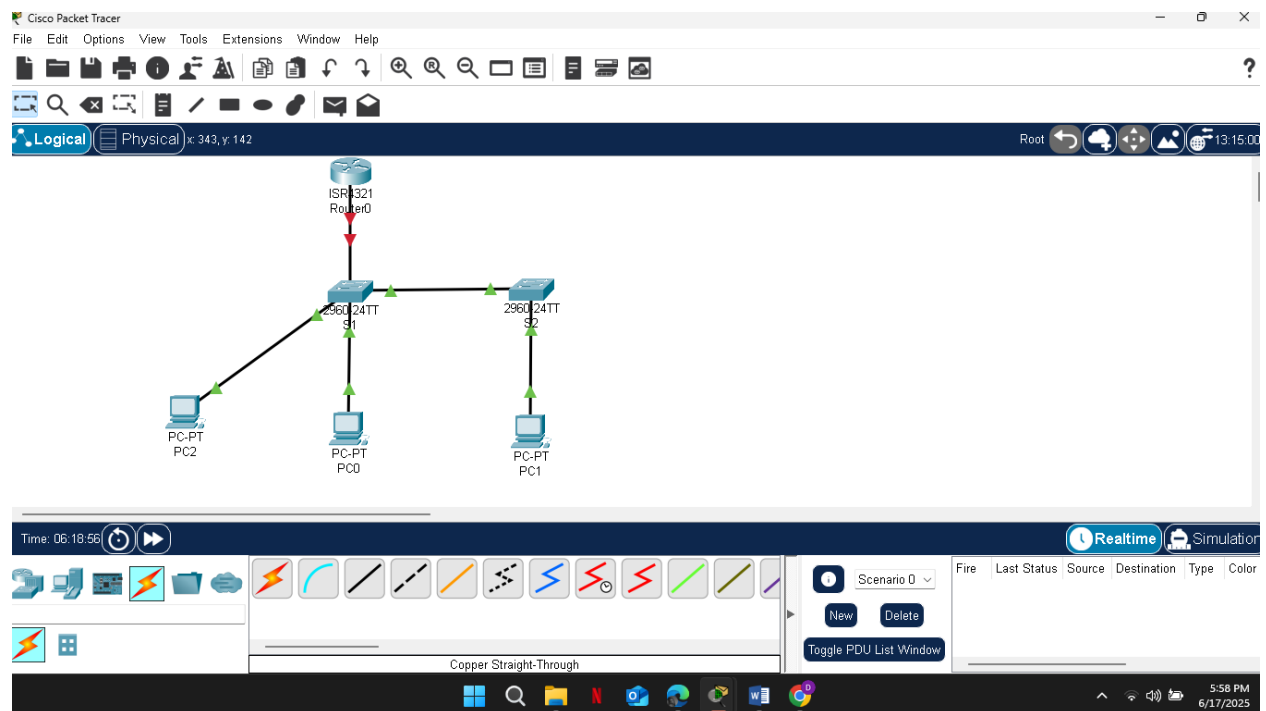 Cisco Packet Tracer
File Edit Options View Tools Extensions Window Help
Logical Physical x: 343, y: 142 Root 13:15:00
ISR4321
Router0
2960-24TT
S1
2960-24TT
S2
PC-PT
PC2
PC-PT
PC0
PC-PT
PC1
Time: 06:18:56 Realtime Simulation
Scenario 0
New Delete
Toggle PDU List Window
Fire Last Status Source Destination Type Color
Copper Straight-Through
5:58 PM
6/17/2025